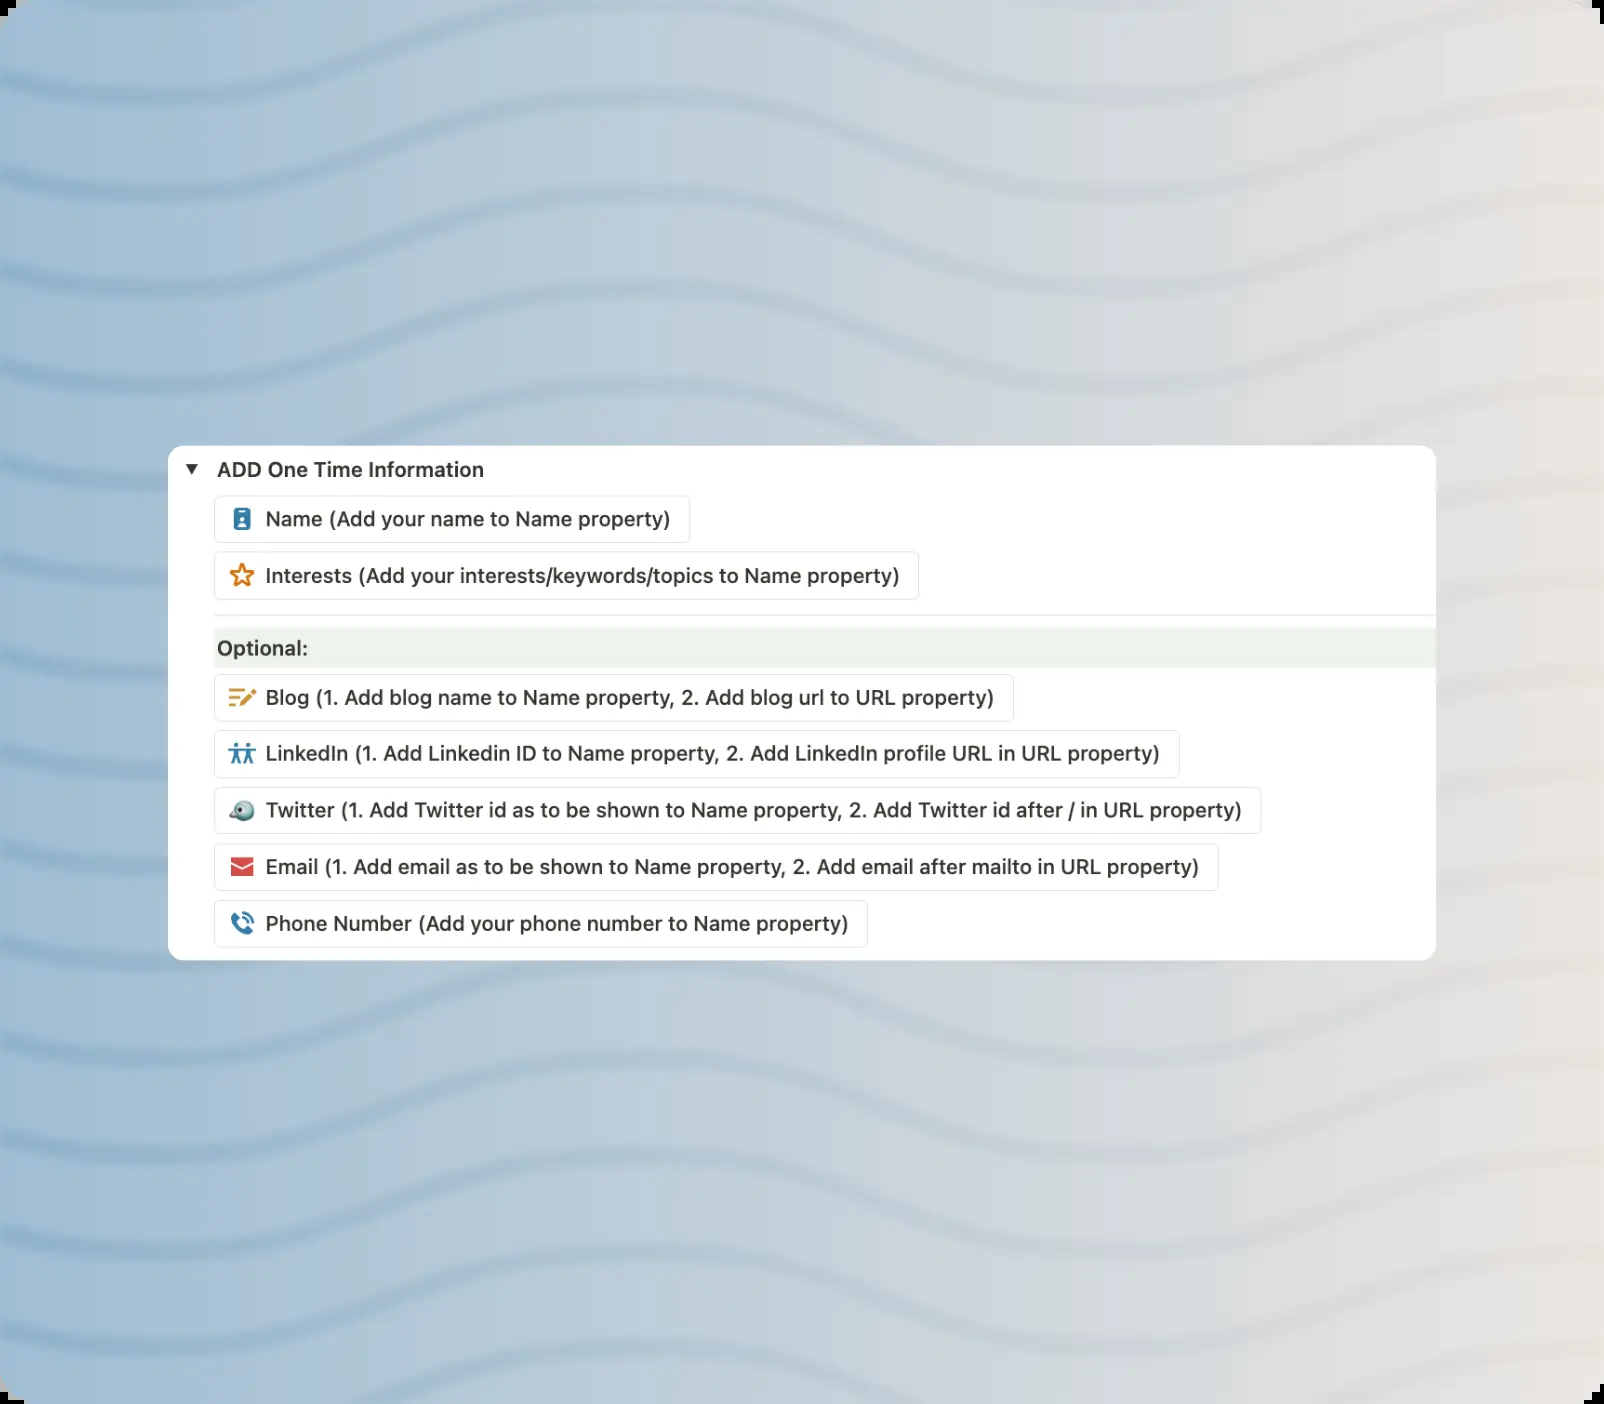 ADD One Time Information
Name (Add your name to Name property)
Interests (Add your interests/keywords/topics to Name property)
Optional:
Blog (1. Add blog name to Name property, 2. Add blog url to URL property)
LinkedIn (1. Add Linkedin ID to Name property, 2. Add LinkedIn profile URL in URL property)
Twitter (1. Add Twitter id as to be shown to Name property, 2. Add Twitter id after / in URL property)
Email (1. Add email as to be shown to Name property, 2. Add email after mailto in URL property)
Phone Number (Add your phone number to Name property)